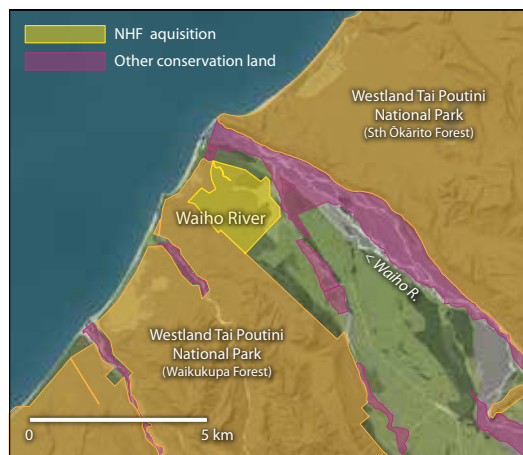 NHF aquisition
Other conservation land
Westland Tai Poutini
National Park
(Sth Ōkārito Forest)
Waiho River
< Waiho R.
Westland Tai Poutini
National Park
(Waikukupa Forest)
0 5 km